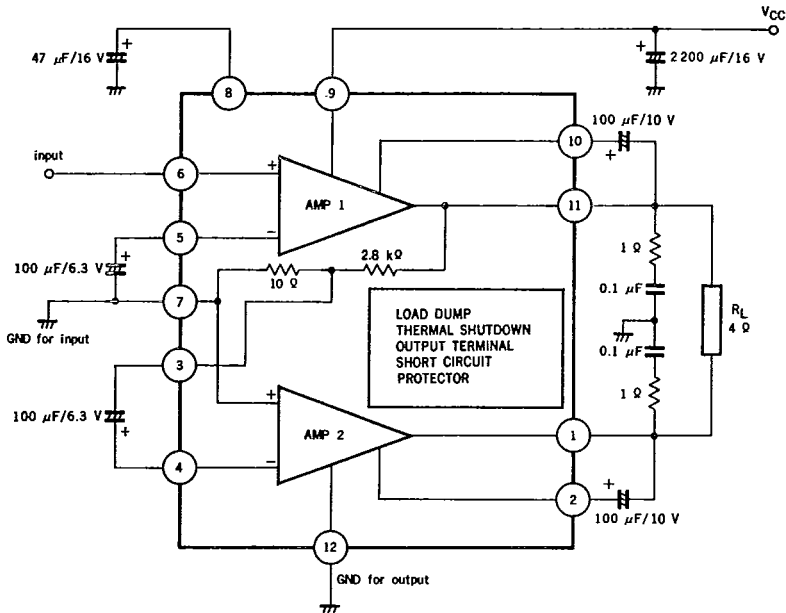 VCC
47 µF/16 V
+
8
.9
+
2200 µF/16 V
100 µF/10 V
10
+
input
6
+
AMP 1
11
5
−
100 µF/6.3 V
+
2.8 kΩ
10 Ω
1 Ω
0.1 µF
7
GND for input
RL
4 Ω
LOAD DUMP
THERMAL SHUTDOWN
OUTPUT TERMINAL
SHORT CIRCUIT
PROTECTOR
0.1 µF
3
1 Ω
100 µF/6.3 V
+
+
AMP 2
1
4
−
2
+
100 µF/10 V
12
GND for output